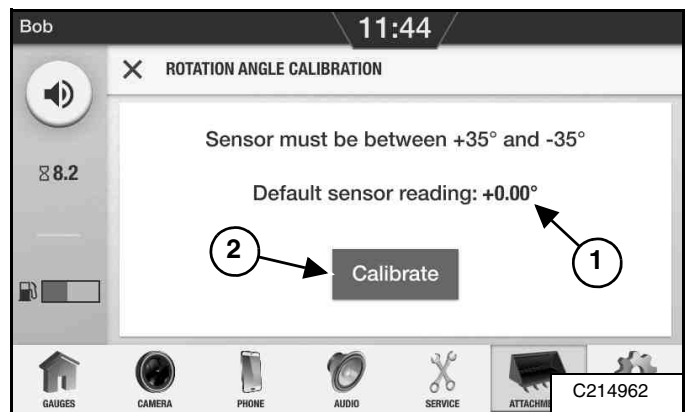 Bob
11:44
ROTATION ANGLE CALIBRATION
Sensor must be between +35° and -35°
8.2
Default sensor reading: +0.00°
2
1
Calibrate
GAUGES
CAMERA
PHONE
AUDIO
SERVICE
C214962